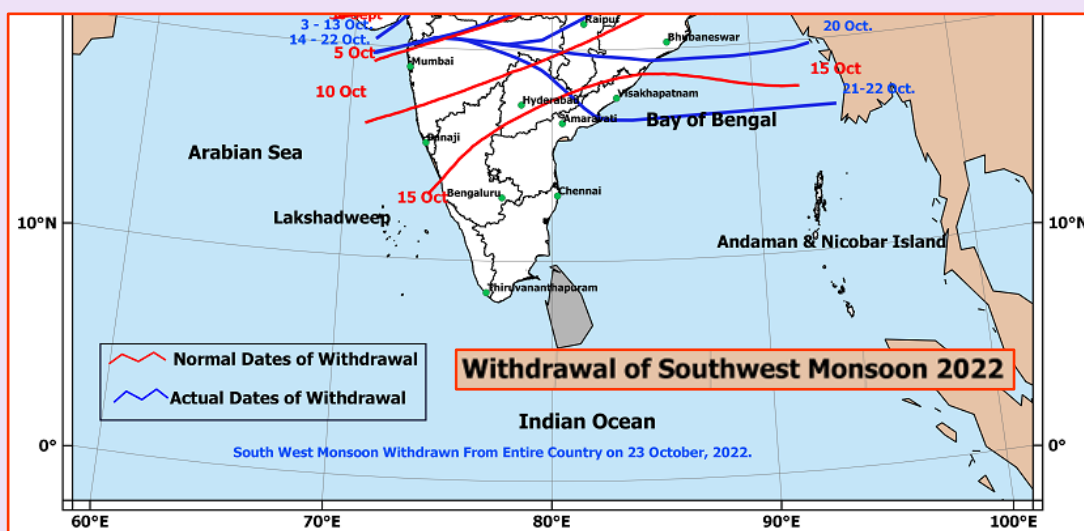 3 - 13 Oct.
14 - 22 Oct.
5 Oct
10 Oct
15 Oct
20 Oct.
15 Oct
21-22 Oct.
Raipur
Bhubaneswar
Mumbai
Hyderabad
Visakhapatnam
Amaravati
Bay of Bengal
Panaji
Arabian Sea
Bengaluru
Chennai
Lakshadweep
10°N
10°N
Andaman & Nicobar Island
Thiruvananthapuram
Normal Dates of Withdrawal
Actual Dates of Withdrawal
Withdrawal of Southwest Monsoon 2022
Indian Ocean
South West Monsoon Withdrawn From Entire Country on 23 October, 2022.
0°
0°
60°E
70°E
80°E
90°E
100°E